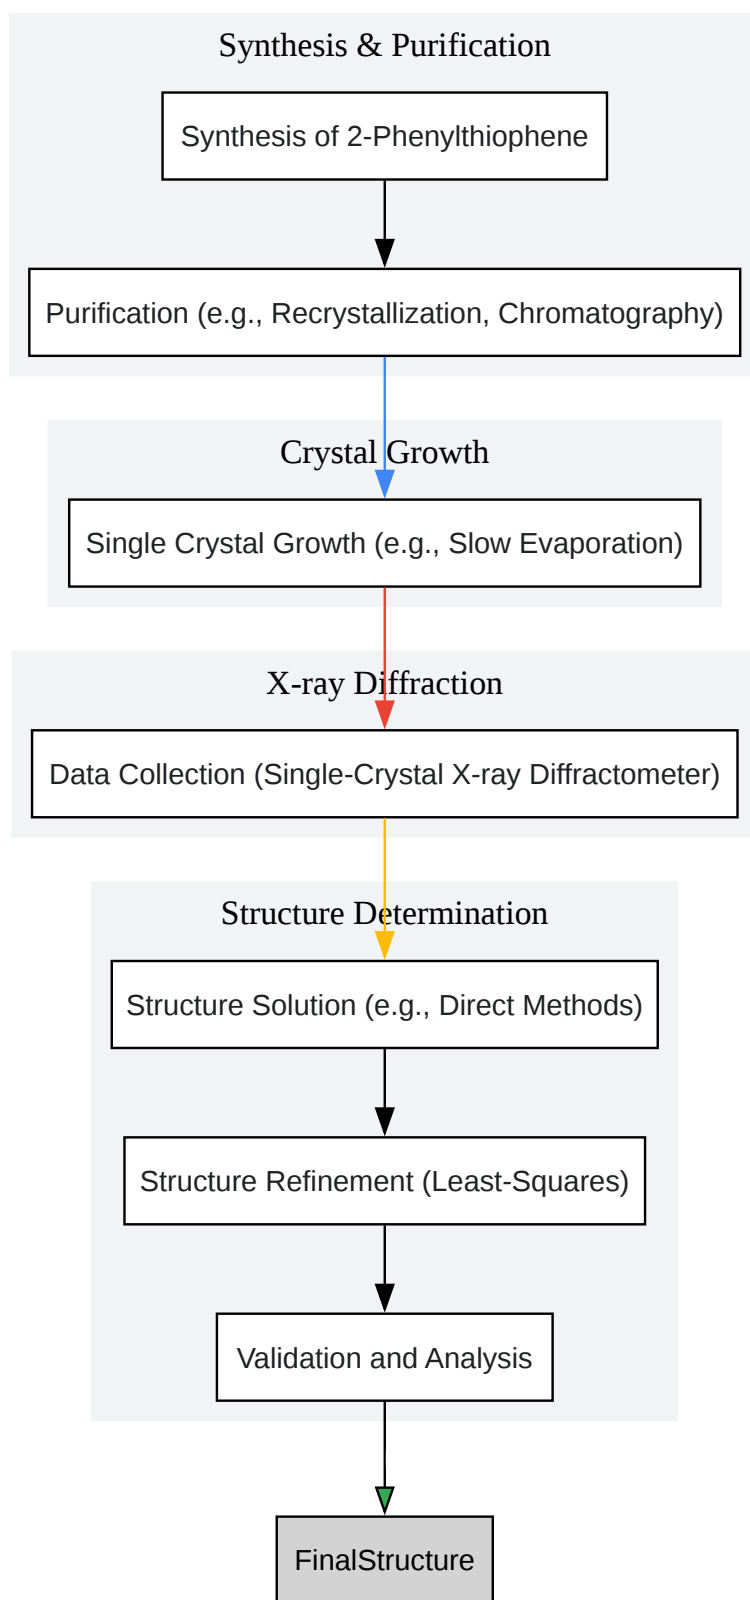 Synthesis & Purification
Synthesis of 2-Phenylthiophene
Purification (e.g., Recrystallization, Chromatography)
Crystal Growth
Single Crystal Growth (e.g., Slow Evaporation)
X-ray Diffraction
Data Collection (Single-Crystal X-ray Diffractometer)
Structure Determination
Structure Solution (e.g., Direct Methods)
Structure Refinement (Least-Squares)
Validation and Analysis
FinalStructure